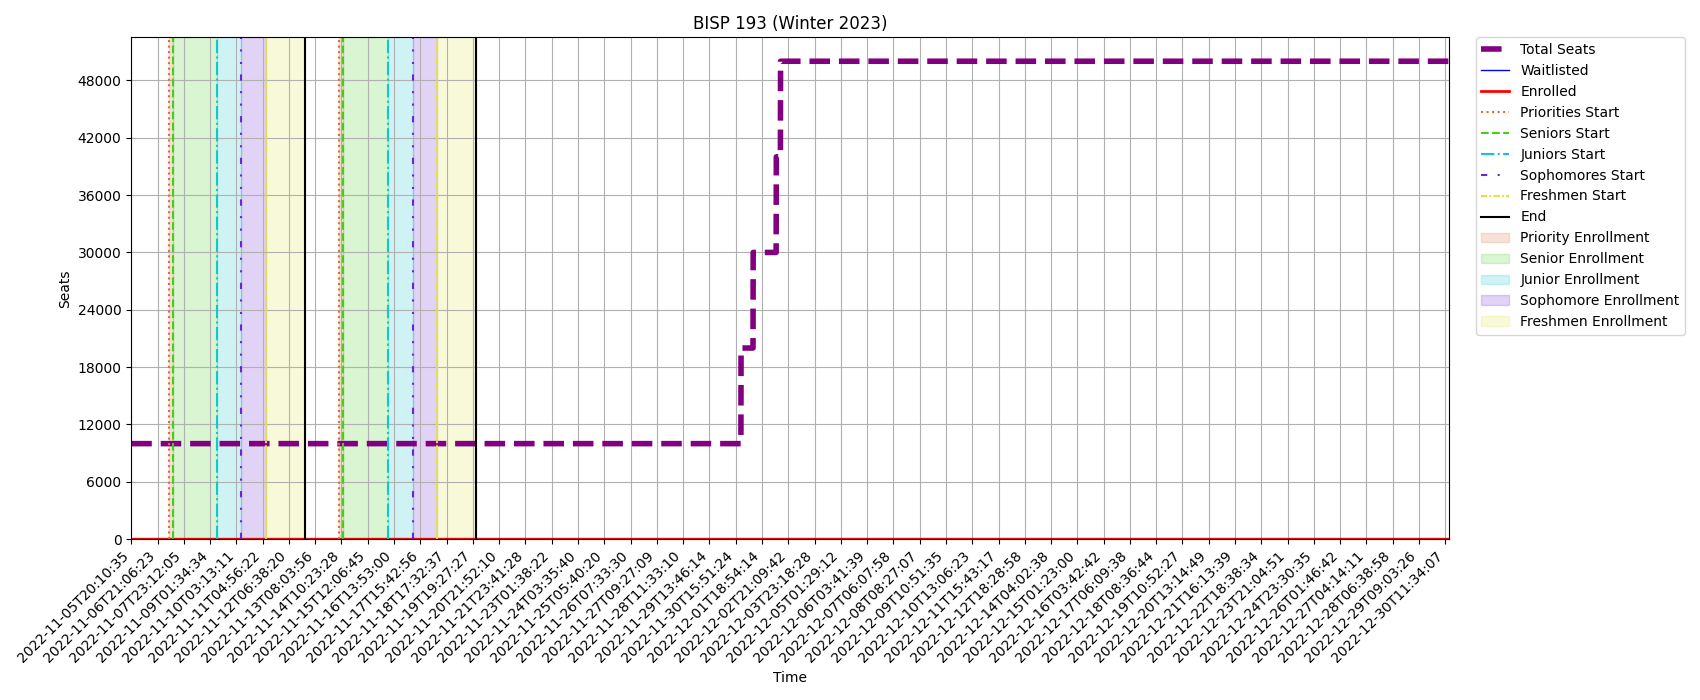 BISP 193 (Winter 2023)
Seats
48000
42000
36000
30000
24000
18000
12000
6000
0
2022-11-05T20:10:35
2022-11-06T21:06:23
2022-11-07T23:12:05
2022-11-09T01:34:34
2022-11-10T03:13:11
2022-11-11T04:56:22
2022-11-12T06:38:20
2022-11-13T08:03:56
2022-11-14T10:23:28
2022-11-15T12:06:45
2022-11-16T13:53:00
2022-11-17T15:42:56
2022-11-18T17:32:37
2022-11-19T19:27:27
2022-11-20T21:52:10
2022-11-21T23:41:28
2022-11-23T01:38:22
2022-11-24T03:35:40
2022-11-25T05:40:20
2022-11-26T07:33:30
2022-11-27T09:27:09
2022-11-28T11:33:10
2022-11-29T13:46:14
2022-11-30T15:51:24
2022-12-01T18:54:14
2022-12-02T21:09:42
2022-12-03T23:18:28
2022-12-05T01:29:12
2022-12-06T03:41:39
2022-12-07T06:07:58
2022-12-08T08:27:07
2022-12-09T10:51:35
2022-12-10T13:06:23
2022-12-11T15:43:17
2022-12-12T18:28:58
2022-12-14T04:02:38
2022-12-15T01:23:00
2022-12-16T03:42:42
2022-12-17T06:09:38
2022-12-18T08:36:44
2022-12-19T10:52:27
2022-12-20T13:14:49
2022-12-21T16:13:39
2022-12-22T18:38:34
2022-12-23T21:04:51
2022-12-24T23:30:35
2022-12-26T01:46:42
2022-12-27T04:14:11
2022-12-28T06:38:58
2022-12-29T09:03:26
2022-12-30T11:34:07
Time
Total Seats
Waitlisted
Enrolled
Priorities Start
Seniors Start
Juniors Start
Sophomores Start
Freshmen Start
End
Priority Enrollment
Senior Enrollment
Junior Enrollment
Sophomore Enrollment
Freshmen Enrollment